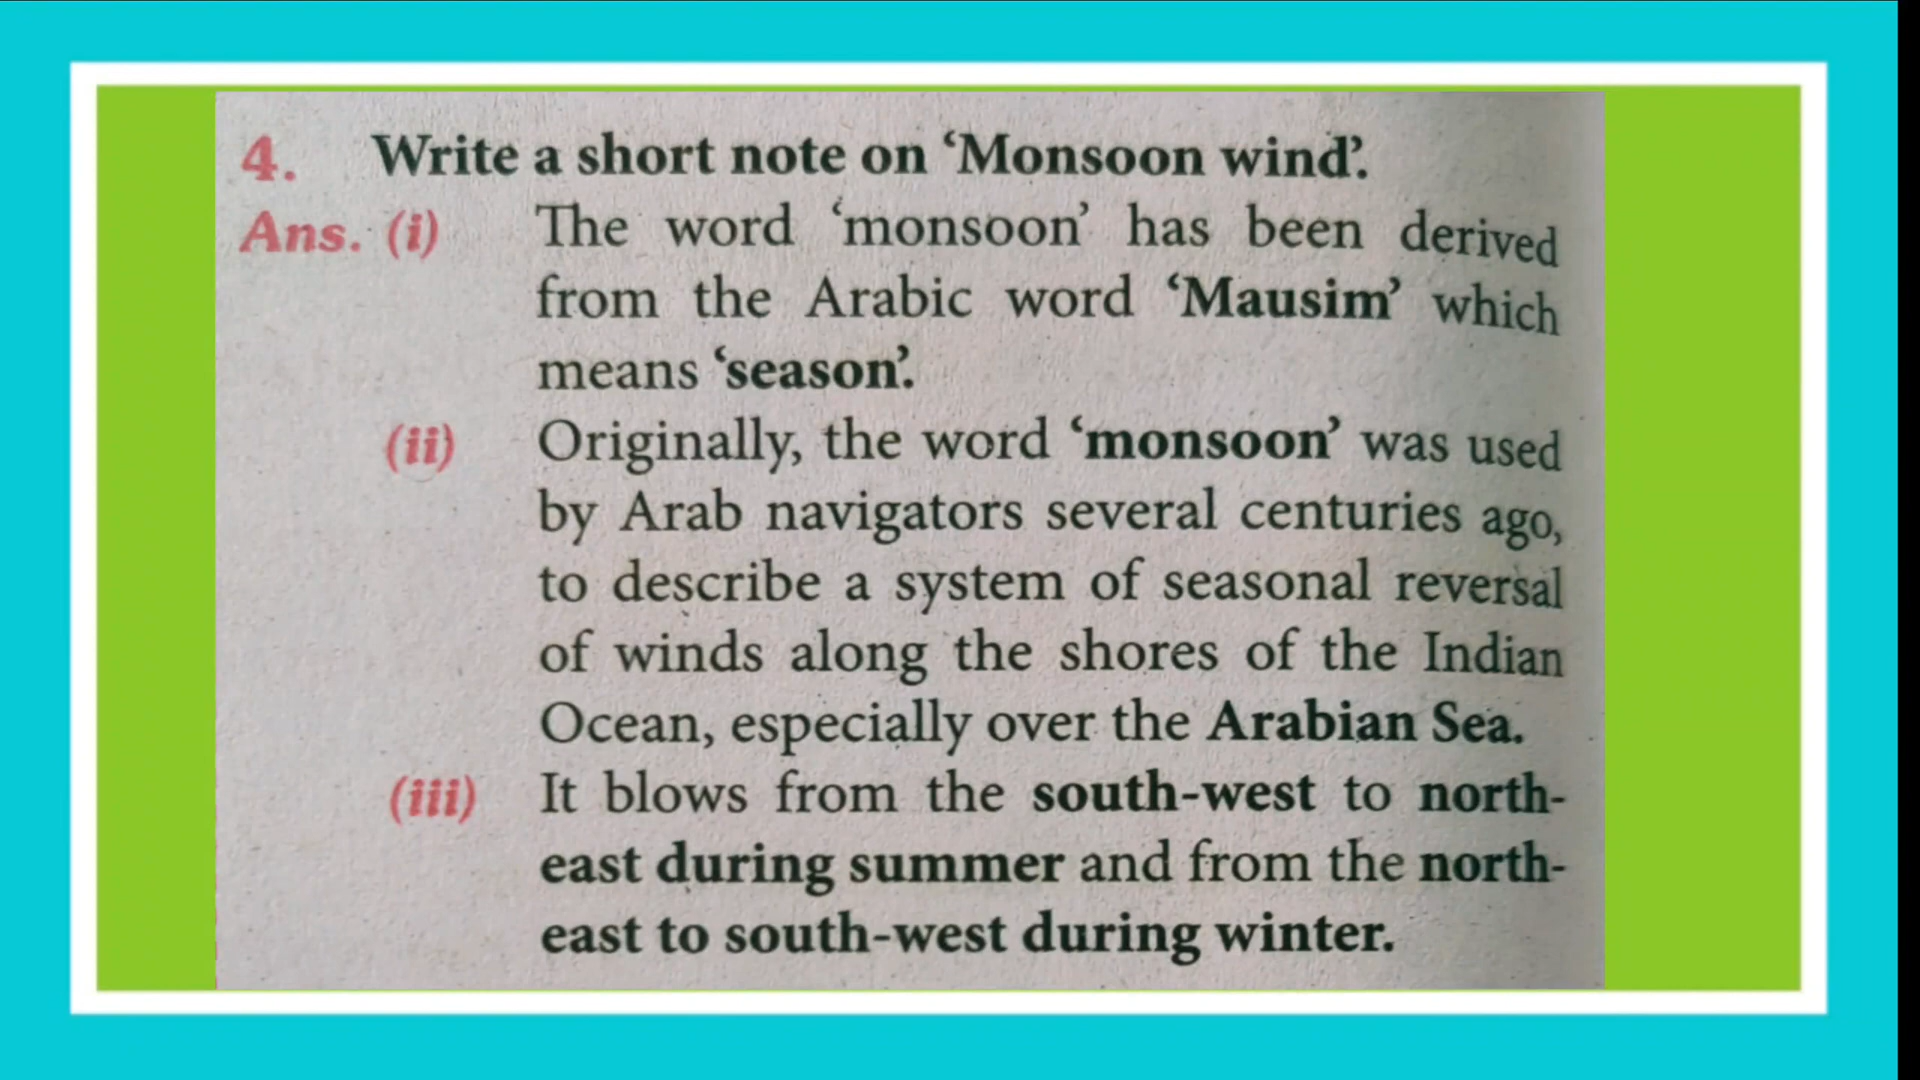 4. Write a short note on ‘Monsoon wind’.
Ans. (i) The word ‘monsoon’ has been derived
from the Arabic word ‘Mausim’ which
means ‘season’.
(ii) Originally, the word ‘monsoon’ was used
by Arab navigators several centuries ago,
to describe a system of seasonal reversal
of winds along the shores of the Indian
Ocean, especially over the Arabian Sea.
(iii) It blows from the south-west to north-
east during summer and from the north-
east to south-west during winter.